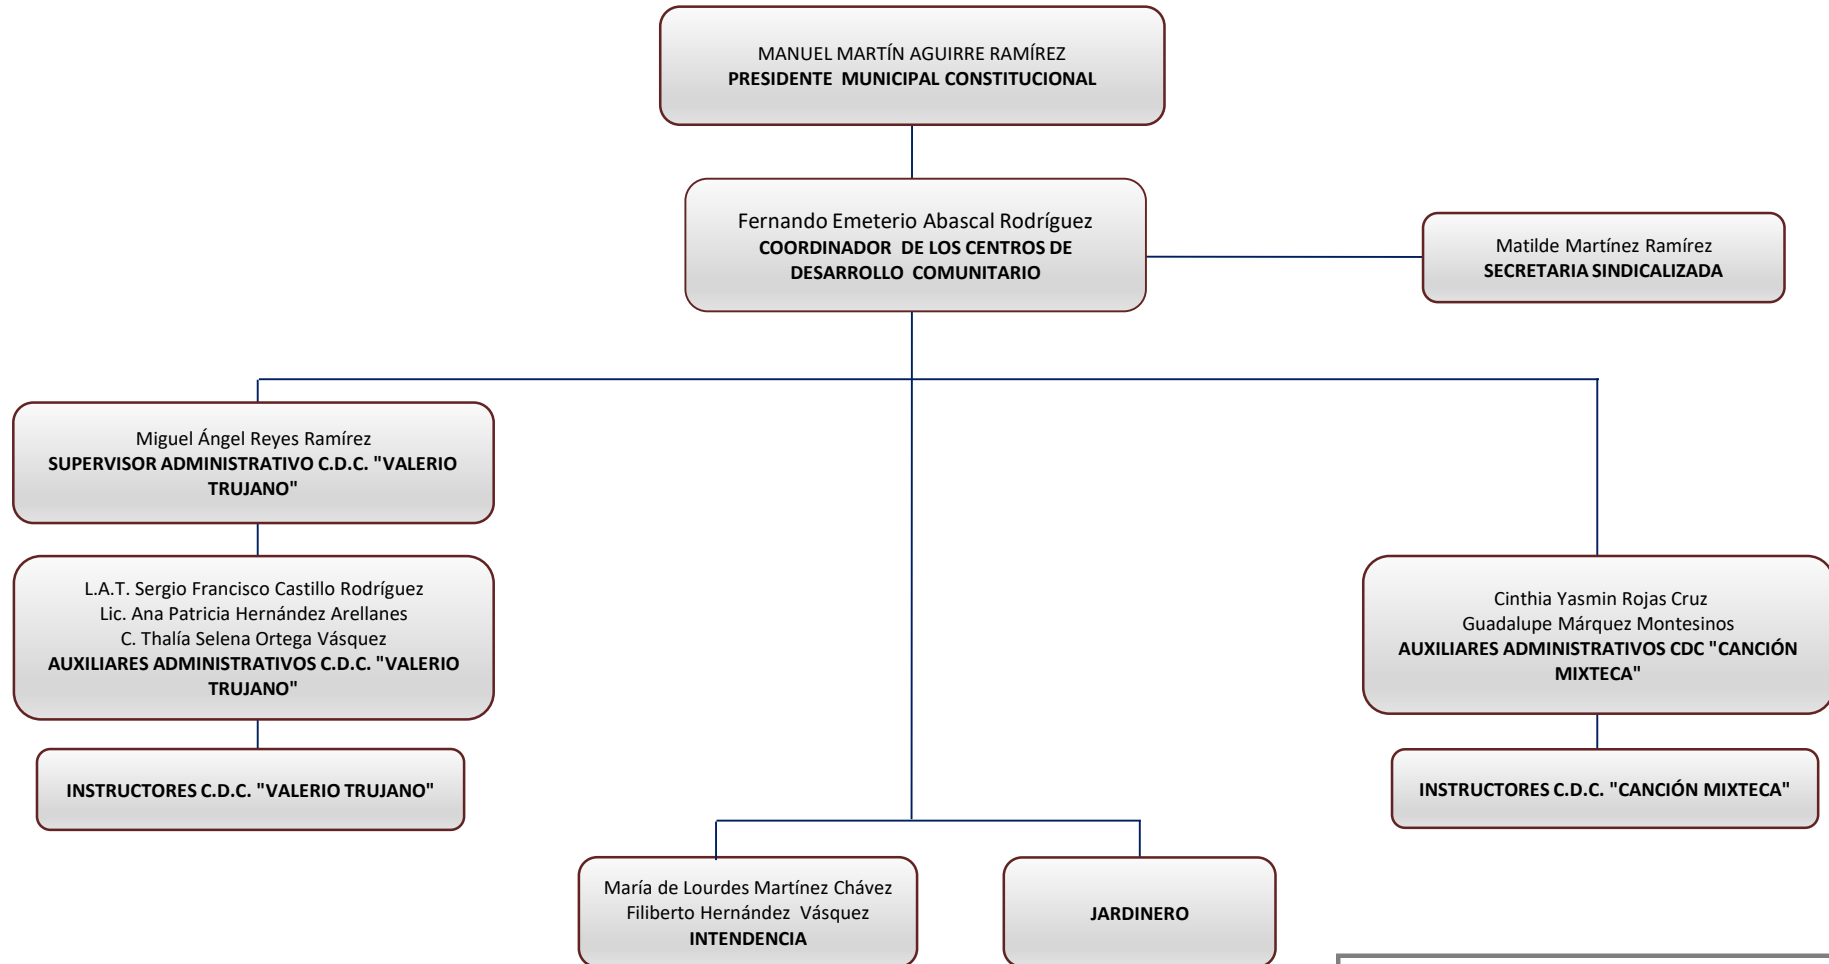 MANUEL MARTÍN AGUIRRE RAMÍREZ
PRESIDENTE MUNICIPAL CONSTITUCIONAL
Fernando Emeterio Abascal Rodríguez
COORDINADOR DE LOS CENTROS DE
DESARROLLO COMUNITARIO
Matilde Martínez Ramírez
SECRETARIA SINDICALIZADA
Miguel Ángel Reyes Ramírez
SUPERVISOR ADMINISTRATIVO C.D.C. "VALERIO
TRUJANO"
L.A.T. Sergio Francisco Castillo Rodríguez
Lic. Ana Patricia Hernández Arellanes
C. Thalía Selena Ortega Vásquez
AUXILIARES ADMINISTRATIVOS C.D.C. "VALERIO
TRUJANO"
Cinthia Yasmin Rojas Cruz
Guadalupe Márquez Montesinos
AUXILIARES ADMINISTRATIVOS CDC "CANCIÓN
MIXTECA"
INSTRUCTORES C.D.C. "VALERIO TRUJANO"
INSTRUCTORES C.D.C. "CANCIÓN MIXTECA"
María de Lourdes Martínez Chávez
Filiberto Hernández Vásquez
INTENDENCIA
JARDINERO